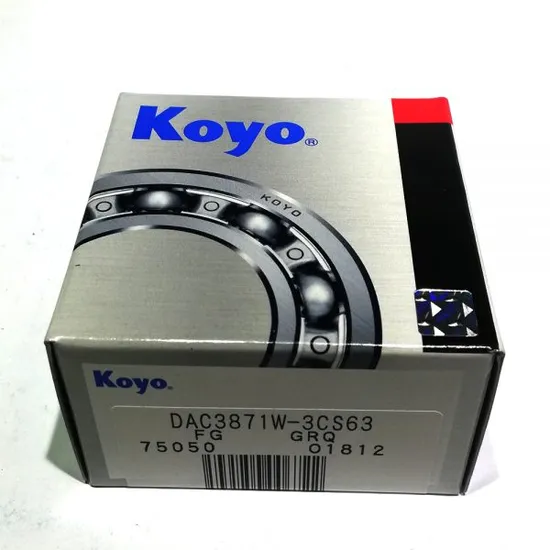 Koyo®
KOYO
Koyo.
DAC3871W-3CS63
FG GRQ
75050 01812